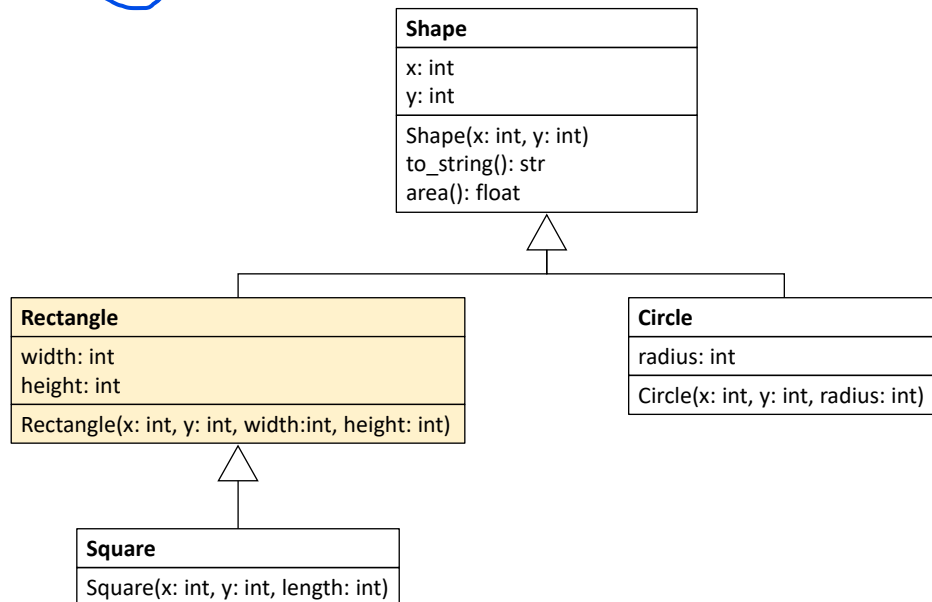 Shape
x: int
y: int
Shape(x: int, y: int)
to_string(): str
area(): float
Rectangle
width: int
height: int
Rectangle(x: int, y: int, width:int, height: int)
Circle
radius: int
Circle(x: int, y: int, radius: int)
Square
Square(x: int, y: int, length: int)